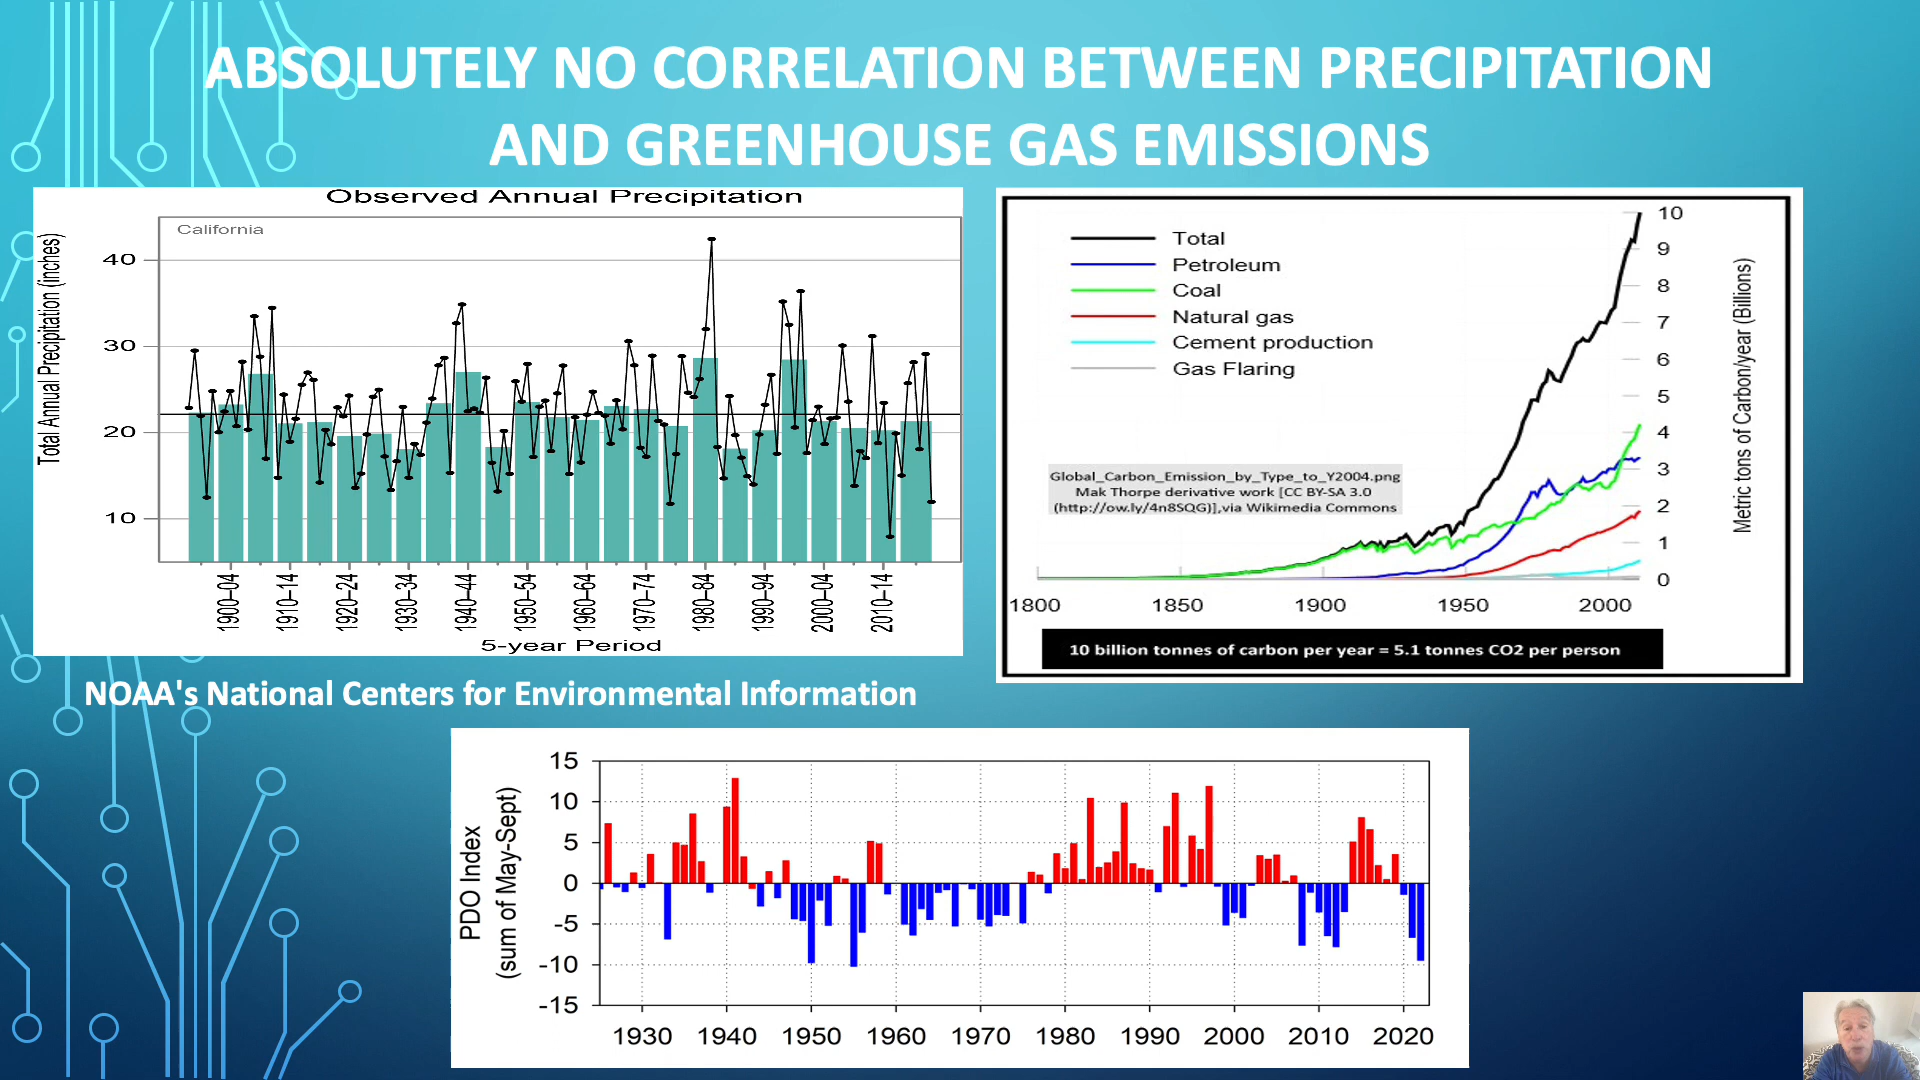 ABSOLUTELY NO CORRELATION BETWEEN PRECIPITATION
AND GREENHOUSE GAS EMISSIONS
Observed Annual Precipitation
California
Total Annual Precipitation (inches)
40
30
20
10
1900–04
1910–14
1920–24
1930–34
1940–44
1950–54
1960–64
1970–74
1980–84
1990–94
2000–04
2010–14
5-year Period
NOAA's National Centers for Environmental Information
Total
Petroleum
Coal
Natural gas
Cement production
Gas Flaring
Global_Carbon_Emission_by_Type_to_Y2004.png
Mak Thorpe derivative work [CC BY-SA 3.0
(http://ow.ly/4n8SQG)],via Wikimedia Commons
10
9
8
7
6
5
4
3
2
1
0
Metric tons of Carbon/year (Billions)
1800
1850
1900
1950
2000
10 billion tonnes of carbon per year = 5.1 tonnes CO2 per person
PDO Index
(sum of May-Sept)
15
10
5
0
-5
-10
-15
1930
1940
1950
1960
1970
1980
1990
2000
2010
2020